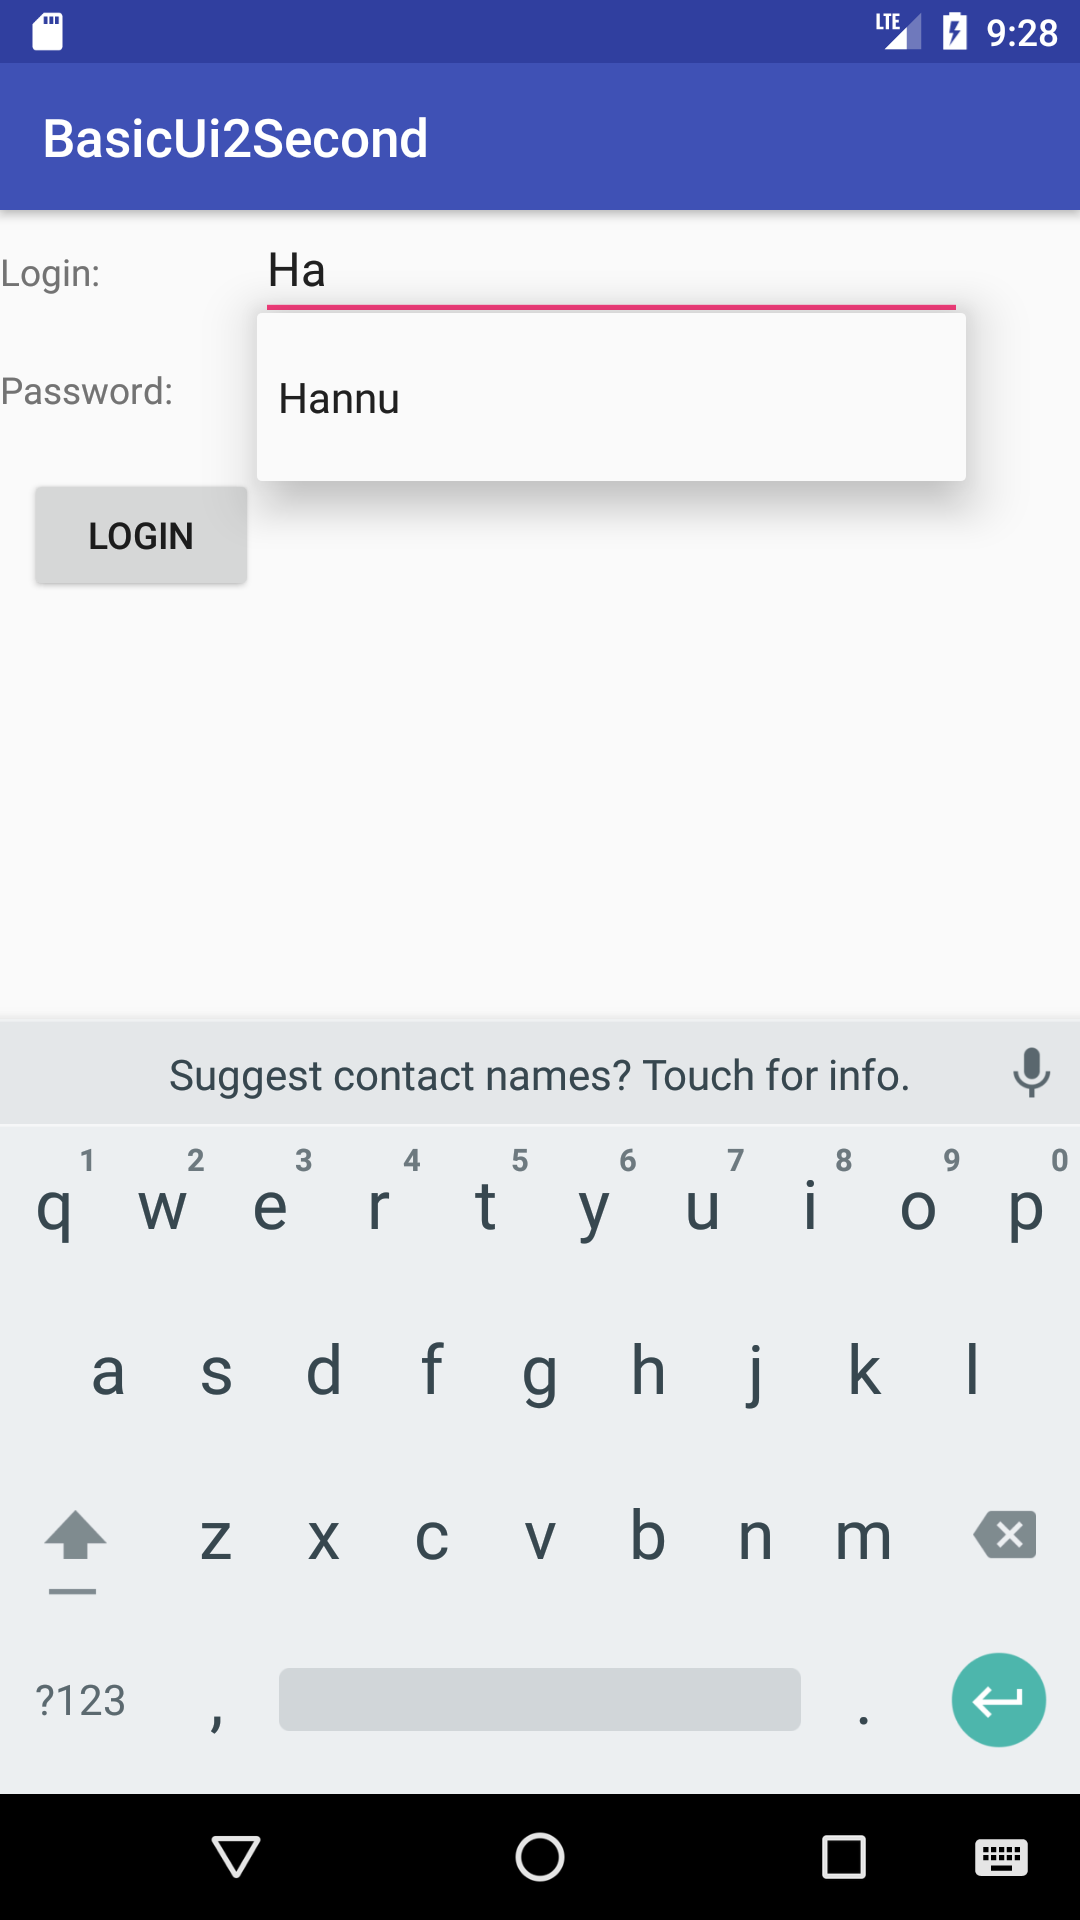 LTE 9:28
BasicUi2Second
Login: Ha
Hannu
Password:
LOGIN
Suggest contact names? Touch for info.
1 2 3 4 5 6 7 8 9 0
q w e r t y u i o p
a s d f g h j k l
z x c v b n m
?123 , .